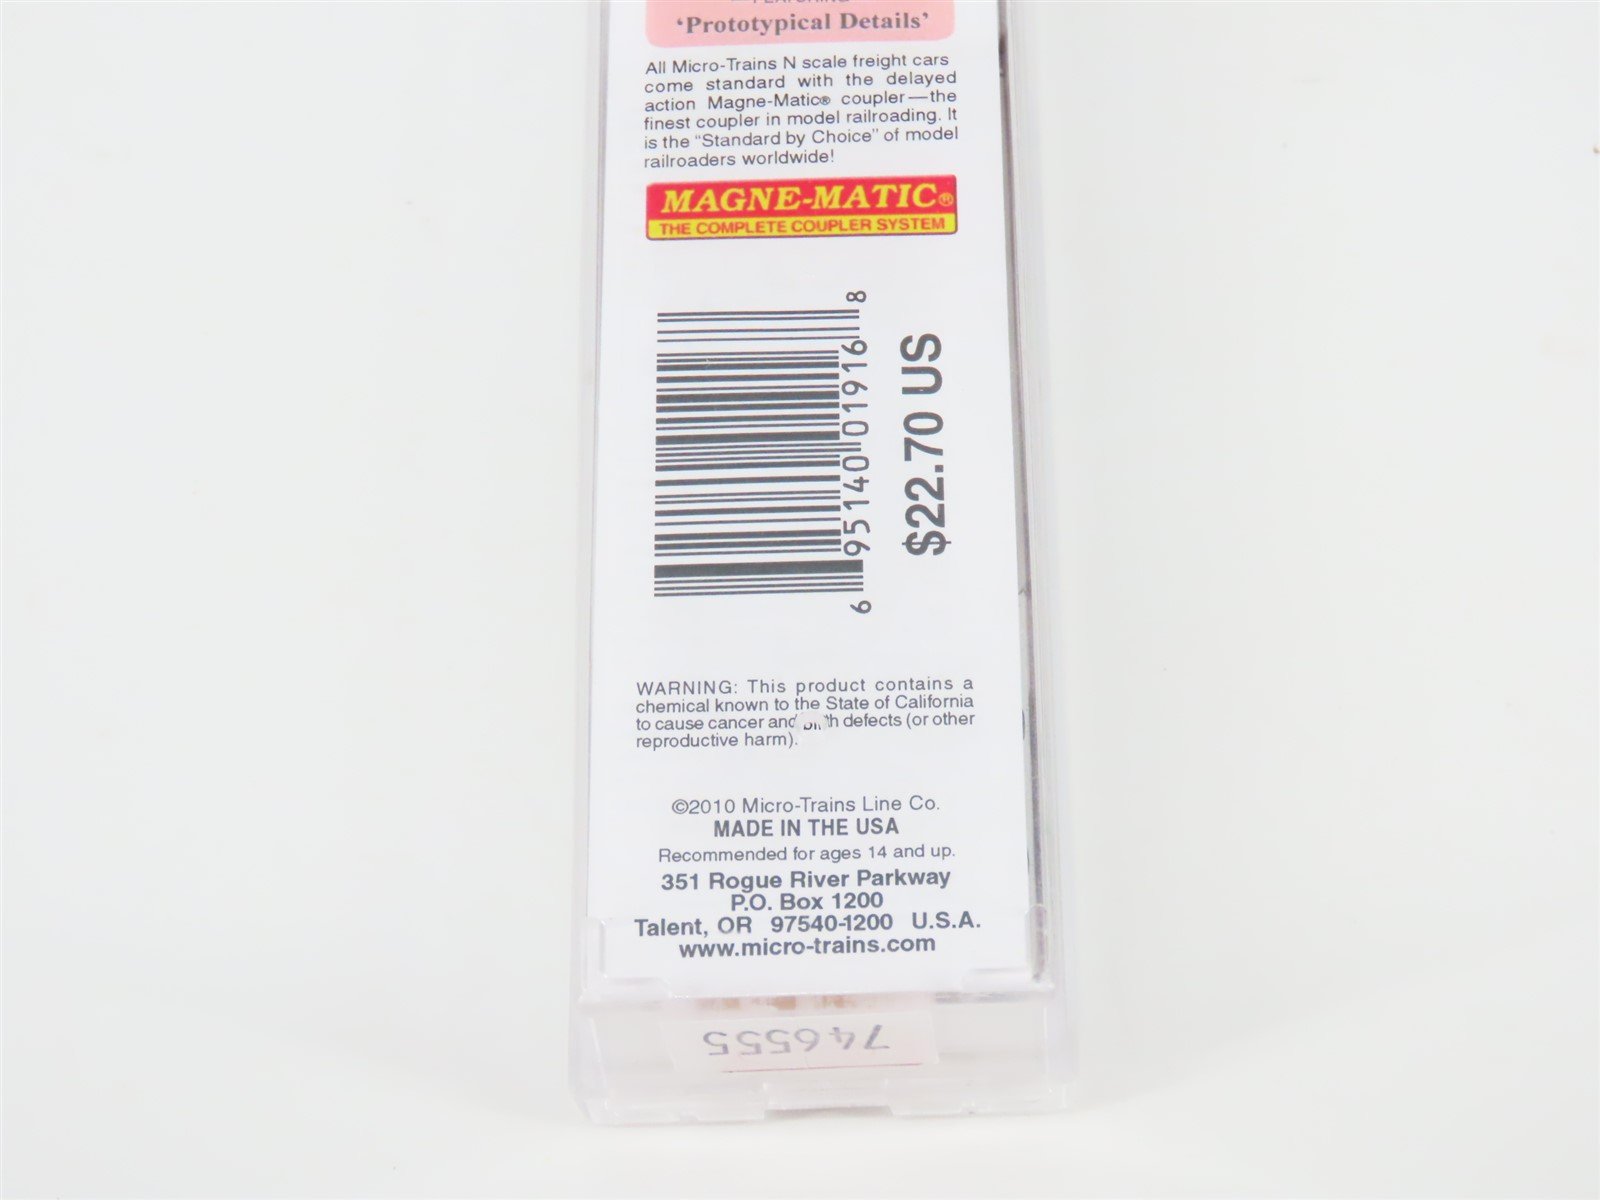 FEATURING
'Prototypical Details'
All Micro-Trains N scale freight cars
come standard with the delayed
action Magne-Matic® coupler—the
finest coupler in model railroading. It
is the "Standard by Choice" of model
railroaders worldwide!
MAGNE-MATIC®
THE COMPLETE COUPLER SYSTEM
6 95140 01916 8
$22.70 US
WARNING: This product contains a
chemical known to the State of California
to cause cancer and birth defects (or other
reproductive harm).
©2010 Micro-Trains Line Co.
MADE IN THE USA
Recommended for ages 14 and up.
351 Rogue River Parkway
P.O. Box 1200
Talent, OR 97540-1200 U.S.A.
www.micro-trains.com
746555